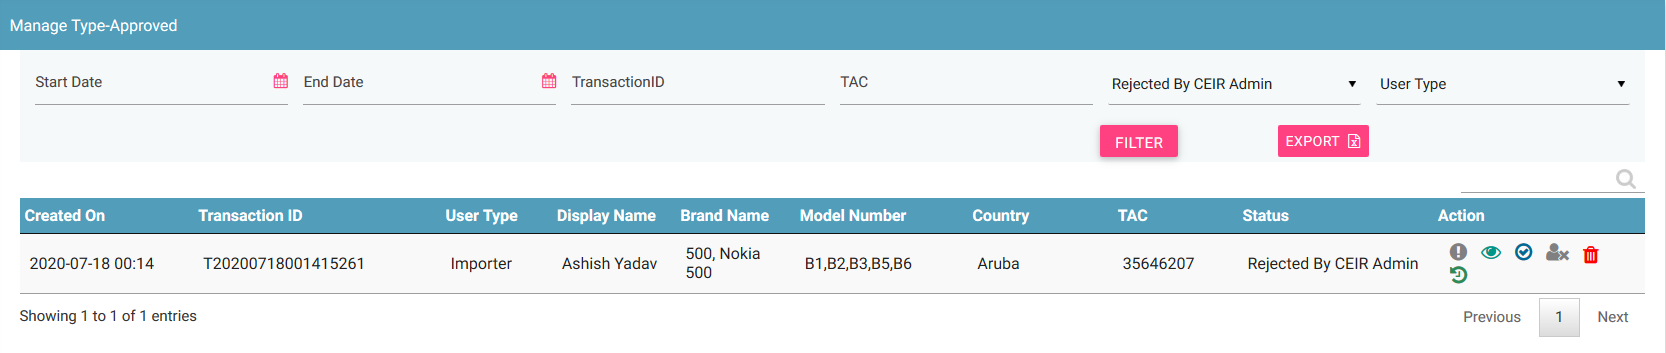 Manage Type-Approved
Start Date End Date TransactionID TAC Rejected By CEIR Admin User Type
FILTER EXPORT
Created On Transaction ID User Type Display Name Brand Name Model Number Country TAC Status Action
2020-07-18 00:14 T20200718001415261 Importer Ashish Yadav 500, Nokia 500 B1,B2,B3,B5,B6 Aruba 35646207 Rejected By CEIR Admin
Showing 1 to 1 of 1 entries Previous 1 Next